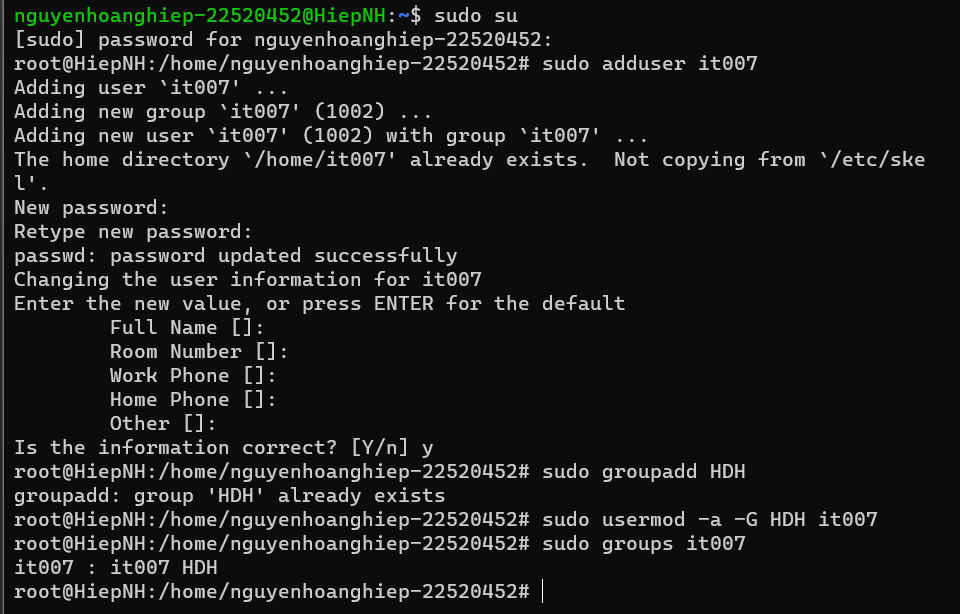 nguyenhoanghiep-22520452@HiepNH:~$ sudo su
[sudo] password for nguyenhoanghiep-22520452:
root@HiepNH:/home/nguyenhoanghiep-22520452# sudo adduser it007
Adding user `it007' ...
Adding new group `it007' (1002) ...
Adding new user `it007' (1002) with group `it007' ...
The home directory `/home/it007' already exists.  Not copying from `/etc/ske
l'.
New password:
Retype new password:
passwd: password updated successfully
Changing the user information for it007
Enter the new value, or press ENTER for the default
        Full Name []:
        Room Number []:
        Work Phone []:
        Home Phone []:
        Other []:
Is the information correct? [Y/n] y
root@HiepNH:/home/nguyenhoanghiep-22520452# sudo groupadd HDH
groupadd: group 'HDH' already exists
root@HiepNH:/home/nguyenhoanghiep-22520452# sudo usermod -a -G HDH it007
root@HiepNH:/home/nguyenhoanghiep-22520452# sudo groups it007
it007 : it007 HDH
root@HiepNH:/home/nguyenhoanghiep-22520452#